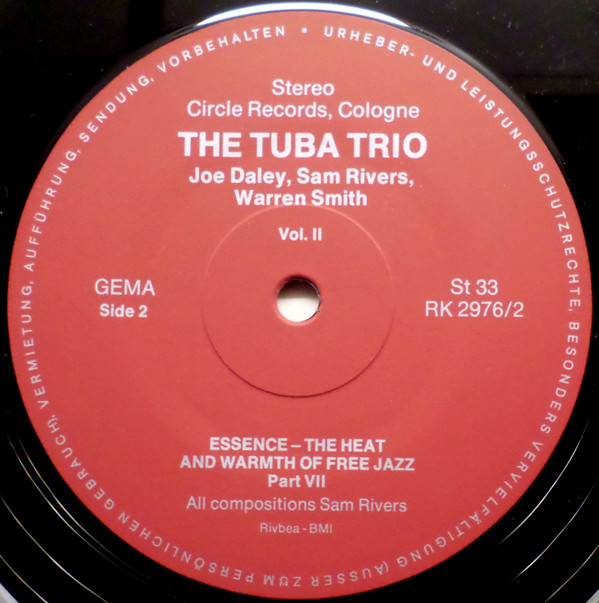 URHEBER- UND LEISTUNGSSCHUTZRECHTE, BESONDERS VERVIELFÄLTIGUNG (AUSSER ZUM PERSÖNLICHEN GEBRAUCH), VERMIETUNG, AUFFÜHRUNG, SENDUNG, VORBEHALTEN *
Stereo
Circle Records, Cologne
THE TUBA TRIO
Joe Daley, Sam Rivers,
Warren Smith
Vol. II
GEMA
Side 2
St 33
RK 2976/2
ESSENCE – THE HEAT
AND WARMTH OF FREE JAZZ
Part VII
All compositions Sam Rivers
Rivbea - BMI